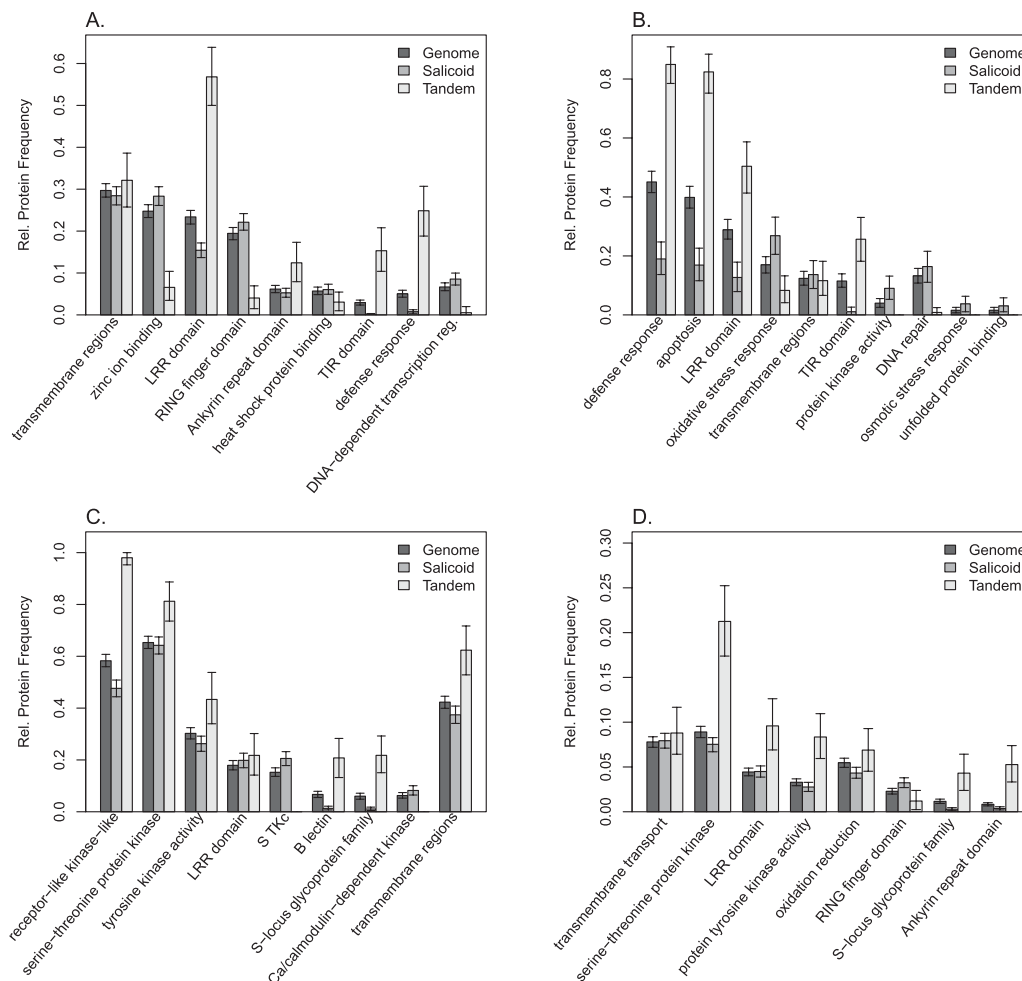 A.
Rel. Protein Frequency
0.0
0.1
0.2
0.3
0.4
0.5
0.6
Genome
Salicoid
Tandem
transmembrane regions
zinc ion binding
LRR domain
RING finger domain
Ankyrin repeat domain
heat shock protein binding
TIR domain
defense response
DNA−dependent transcription reg.
B.
Rel. Protein Frequency
0.0
0.2
0.4
0.6
0.8
Genome
Salicoid
Tandem
defense response
apoptosis
LRR domain
oxidative stress response
transmembrane regions
TIR domain
protein kinase activity
DNA repair
osmotic stress response
unfolded protein binding
C.
Rel. Protein Frequency
0.0
0.2
0.4
0.6
0.8
1.0
Genome
Salicoid
Tandem
receptor−like kinase−like
serine−threonine protein kinase
tyrosine kinase activity
LRR domain
S TKc
B lectin
S−locus glycoprotein family
Ca/calmodulin−dependent kinase
transmembrane regions
D.
Rel. Protein Frequency
0.00
0.05
0.10
0.15
0.20
0.25
0.30
Genome
Salicoid
Tandem
transmembrane transport
serine−threonine protein kinase
LRR domain
protein tyrosine kinase activity
oxidation reduction
RING finger domain
S−locus glycoprotein family
Ankyrin repeat domain